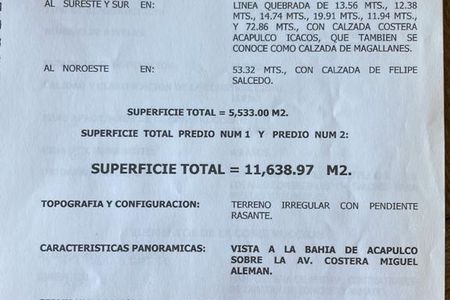 AL SURESTE Y SUR EN: LINEA QUEBRADA DE 13.56 MTS., 12.38
MTS., 14.74 MTS., 19.91 MTS., 11.94 MTS.,
Y 72.86 MTS., CON CALZADA COSTERA
ACAPULCO ICACOS, QUE TAMBIEN SE
CONOCE COMO CALZADA DE MAGALLANES.
AL NOROESTE EN: 53.32 MTS., CON CALZADA DE FELIPE
SALCEDO.
SUPERFICIE TOTAL = 5,533.00 M2.
SUPERFICIE TOTAL PREDIO NUM 1 Y PREDIO NUM 2:
SUPERFICIE TOTAL = 11,638.97 M2.
TOPOGRAFIA Y CONFIGURACION: TERRENO IRREGULAR CON PENDIENTE
RASANTE.
CARACTERISTICAS PANORAMICAS: VISTA A LA BAHIA DE ACAPULCO
SOBRE LA AV. COSTERA MIGUEL
ALEMAN.